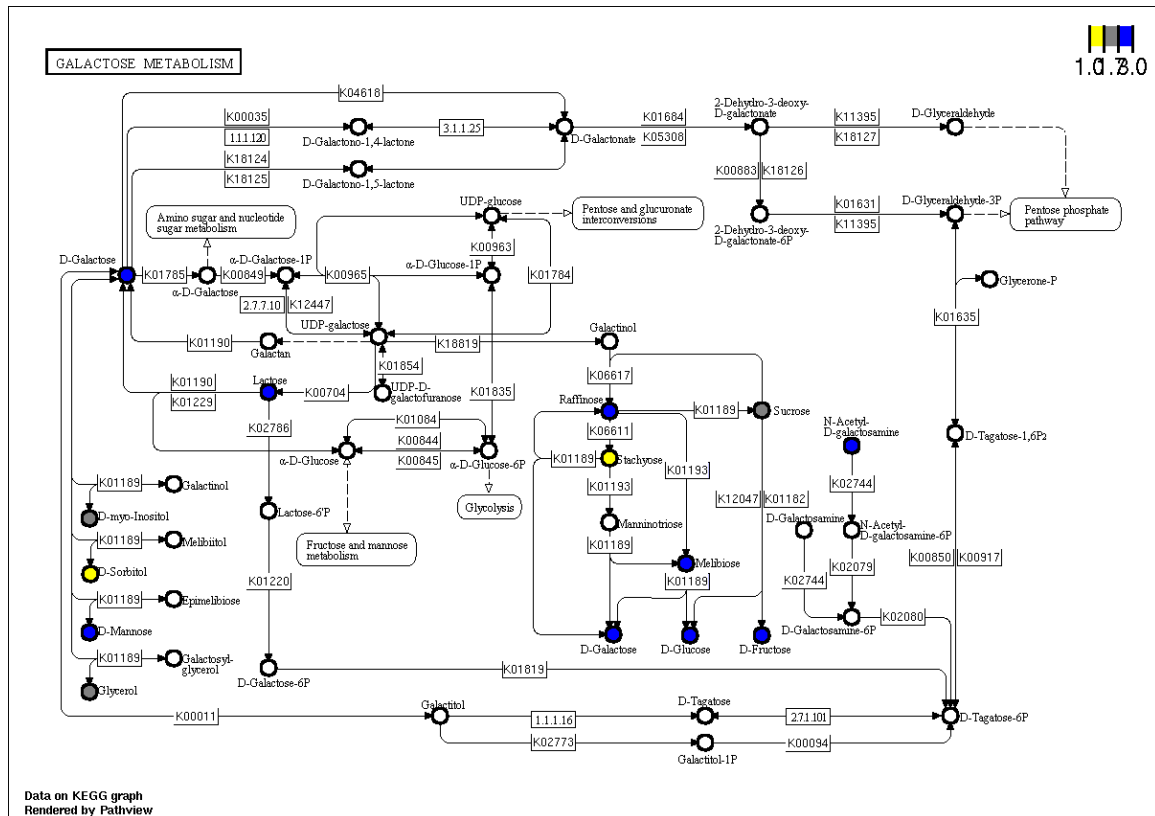 GALACTOSE METABOLISM
K04618
K00035
1.1.1.120
D-Galactono-1,4-lactone
3.1.1.25
D-Galactonate
K01684
K05308
2-Dehydro-3-deoxy-
D-galactonate
K11395
K18127
D-Glyceraldehyde
K18124
K18125
D-Galactono-1,5-lactone
K00883
K18126
UDP-glucose
Pentose and glucuronate
interconversions
Amino sugar and nucleotide
sugar metabolism
K01631
K11395
D-Glyceraldehyde-3P
Pentose phosphate
pathway
2-Dehydro-3-deoxy-
D-galactonate-6P
K00963
D-Galactose
K01785
α-D-Galactose
K00849
α-D-Galactose-1P
K00965
α-D-Glucose-1P
K01784
Glycerone-P
2.7.7.10
K12447
K01635
UDP-galactose
K18819
Galactinol
K01190
Galactan
K01854
UDP-D-
galactofuranose
K01190
K01229
Lactose
K00704
K01835
K06617
Raffinose
K01189
Sucrose
N-Acetyl-
D-galactosamine
K02786
K01084
K00844
K00845
α-D-Glucose
α-D-Glucose-6P
K06611
K01189
Stachyose
K01193
K01193
D-Tagatose-1,6P2
K02744
K01189
Galactinol
D-myo-Inositol
Glycolysis
K12047
K01182
Lactose-6'P
Manninotriose
D-Galactosamine
N-Acetyl-
D-galactosamine-6P
K01189
Melibiitol
D-Sorbitol
Fructose and mannose
metabolism
K01189
Melibiose
K00850
K00917
K01220
K01189
K02744
K02079
K01189
Epimelibiose
D-Mannose
K02080
D-Galactosamine-6P
D-Galactose
D-Glucose
D-Fructose
K01189
Galactosyl-
glycerol
Glycerol
D-Galactose-6P
K01819
K00011
Galactitol
1.1.1.16
D-Tagatose
2.7.1.101
D-Tagatose-6P
K02773
Galactitol-1P
K00094
Data on KEGG graph
Rendered by Pathview